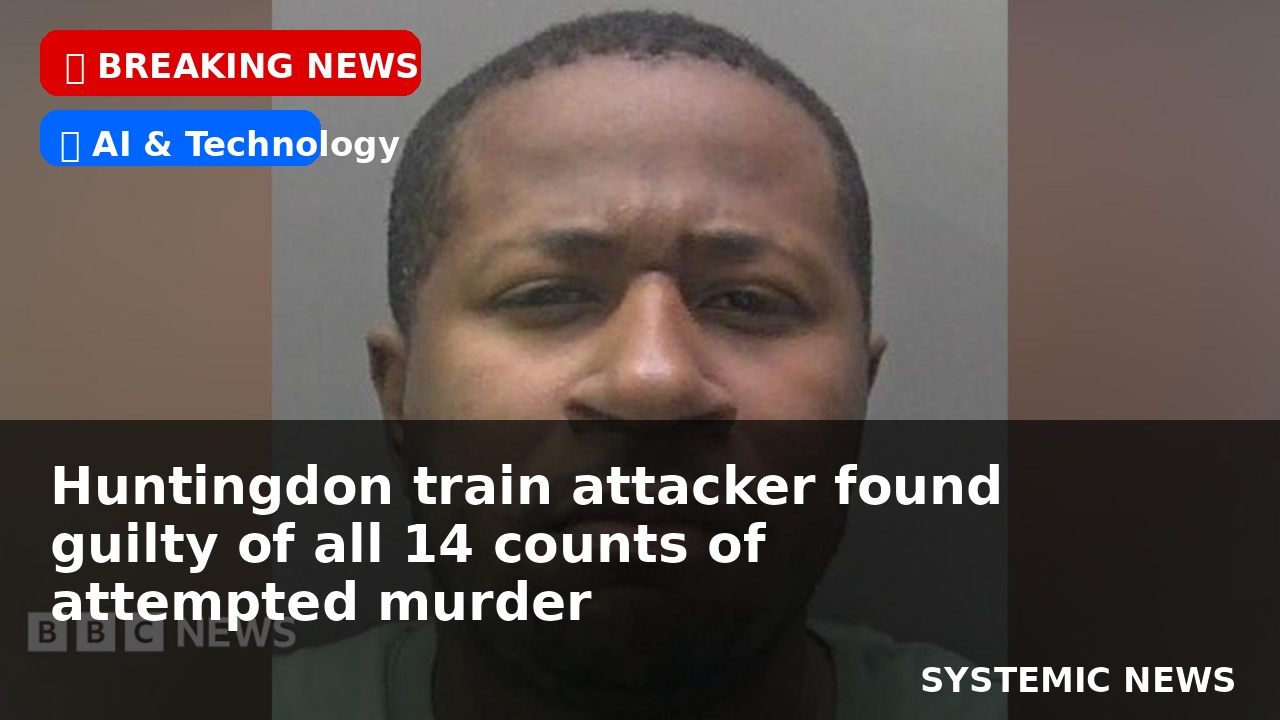 BREAKING NEWS
AI & Technology
Huntingdon train attacker found
guilty of all 14 counts of
attempted murder
BBC NEWS
SYSTEMIC NEWS